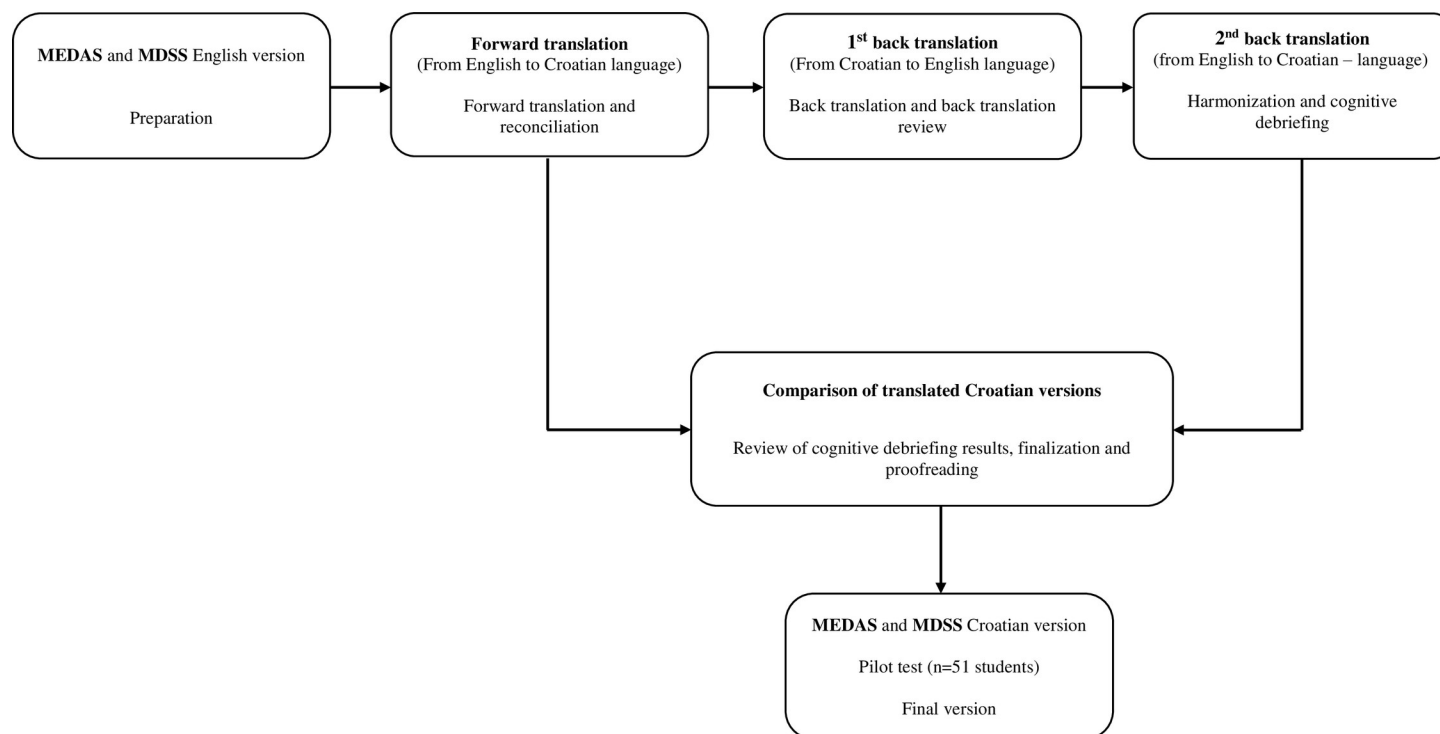 MEDAS and MDSS English version
Preparation
Forward translation
(From English to Croatian language)
Forward translation and
reconciliation
1st back translation
(From Croatian to English language)
Back translation and back translation
review
2nd back translation
(from English to Croatian – language)
Harmonization and cognitive
debriefing
Comparison of translated Croatian versions
Review of cognitive debriefing results, finalization and
proofreading
MEDAS and MDSS Croatian version
Pilot test (n=51 students)
Final version